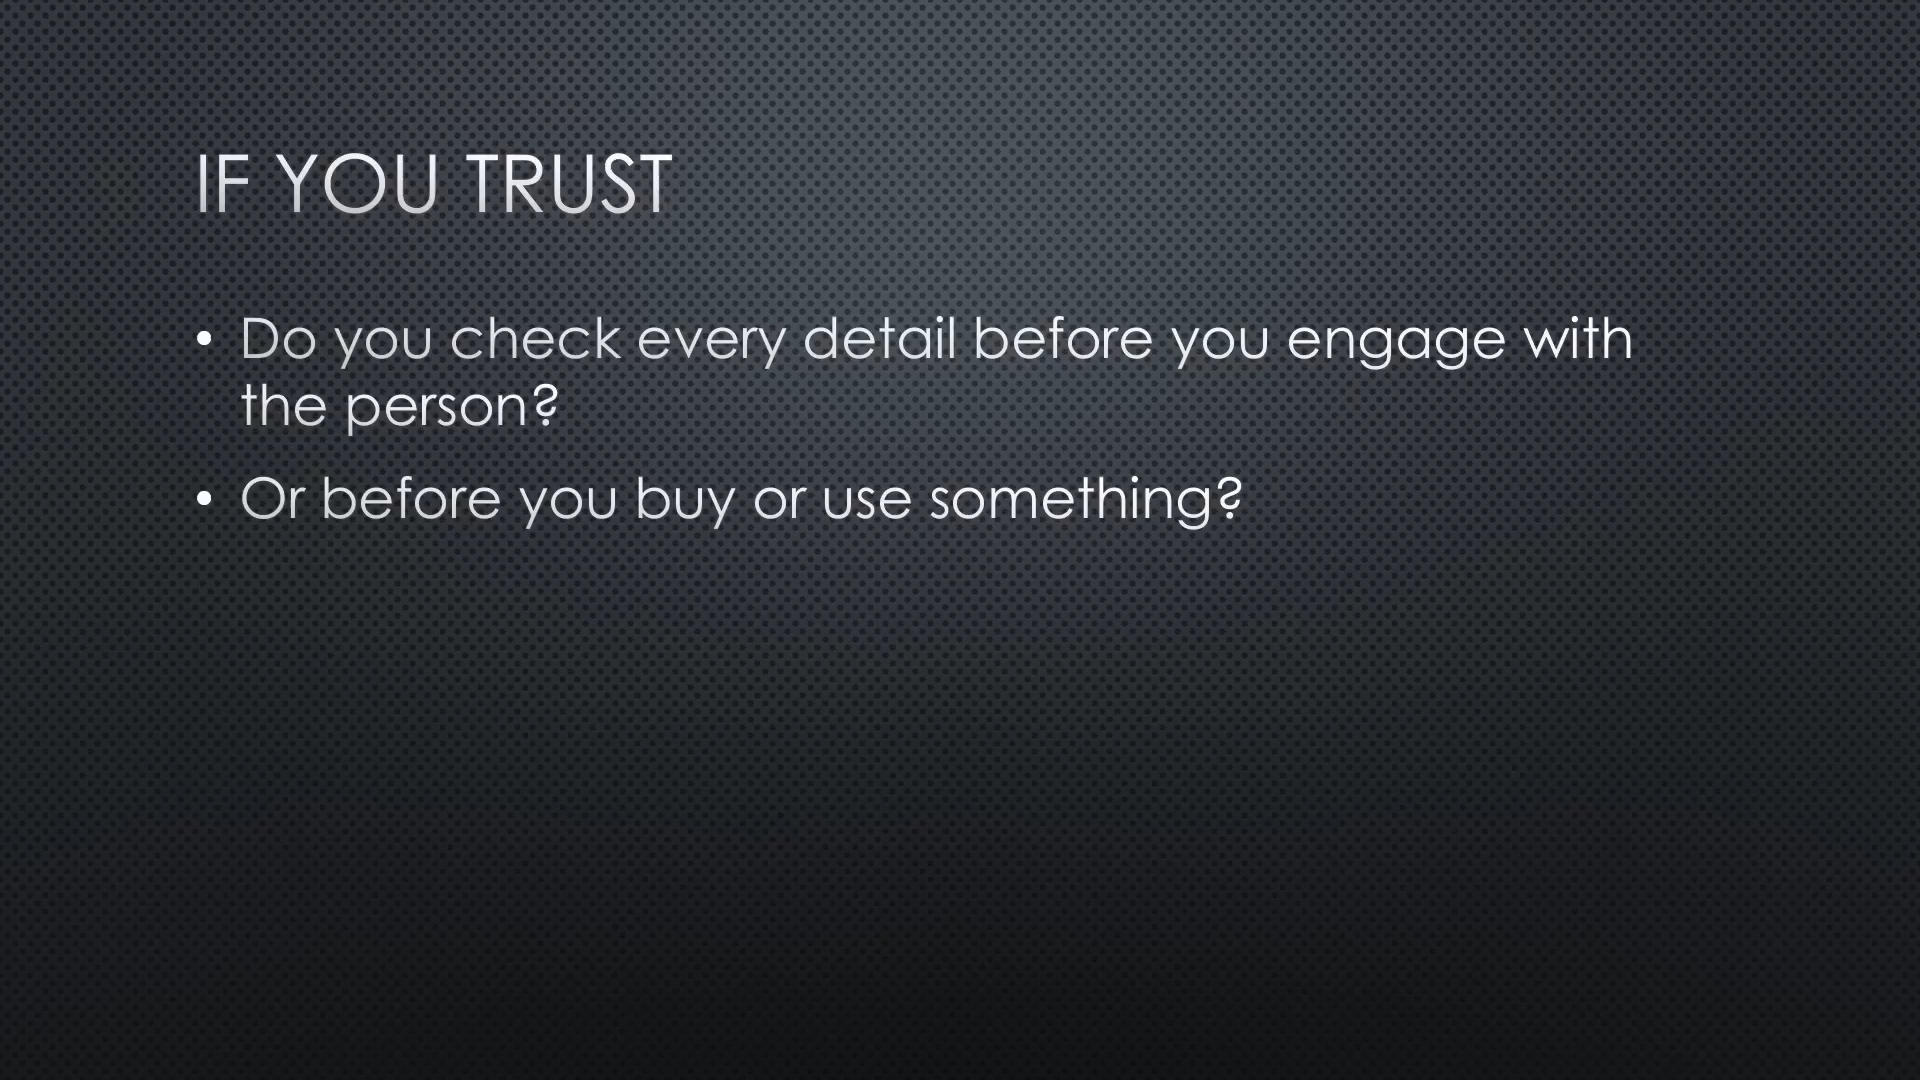 IF YOU TRUST
• Do you check every detail before you engage with
the person?
• Or before you buy or use something?